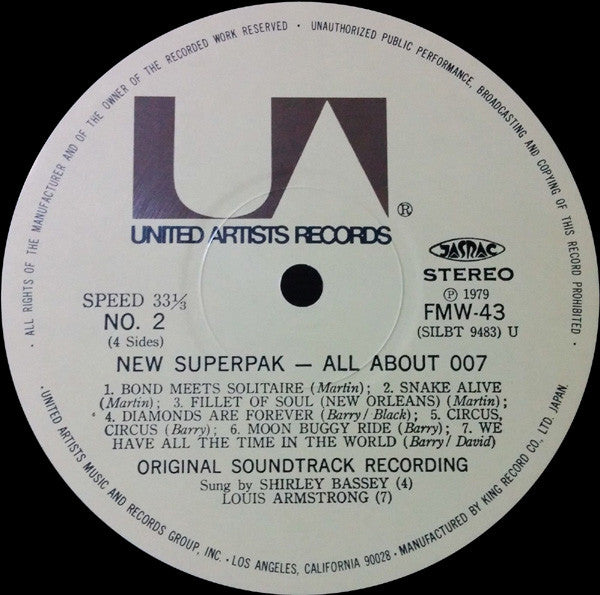 · ALL RIGHTS OF THE MANUFACTURER AND OF THE OWNER OF THE RECORDED WORK RESERVED · UNAUTHORIZED PUBLIC PERFORMANCE, BROADCASTING AND COPYING OF THIS RECORD PROHIBITED ·
UA
®
UNITED ARTISTS RECORDS
JASRAC
SPEED 33⅓
STEREO
NO. 2
Ⓟ 1979
FMW-43
(4 Sides)
(SILBT 9483) U
NEW SUPERPAK — ALL ABOUT 007
1. BOND MEETS SOLITAIRE (Martin); 2. SNAKE ALIVE
(Martin); 3. FILLET OF SOUL (NEW ORLEANS) (Martin);
4. DIAMONDS ARE FOREVER (Barry/Black); 5. CIRCUS,
CIRCUS (Barry); 6. MOON BUGGY RIDE (Barry); 7. WE
HAVE ALL THE TIME IN THE WORLD (Barry/David)
ORIGINAL SOUNDTRACK RECORDING
Sung by SHIRLEY BASSEY (4)
LOUIS ARMSTRONG (7)
· UNITED ARTISTS MUSIC AND RECORDS GROUP, INC. · LOS ANGELES, CALIFORNIA 90028 · MANUFACTURED BY KING RECORD CO., LTD. JAPAN.